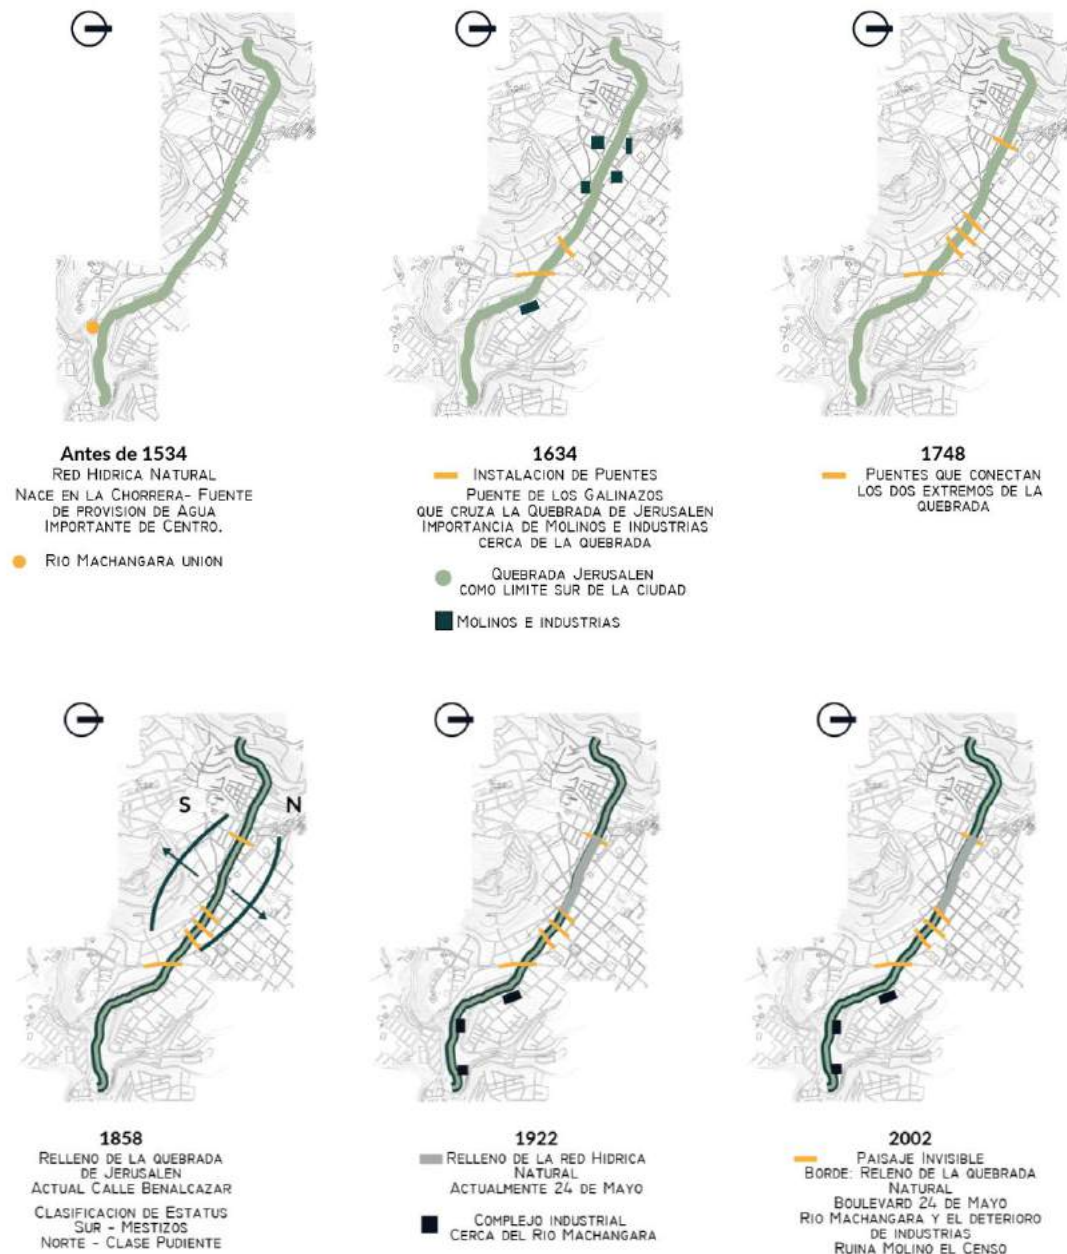 Antes de 1534
RED HIDRICA NATURAL
NACE EN LA CHORRERA- FUENTE
DE PROVISION DE AGUA
IMPORTANTE DE CENTRO.
RIO MACHANGARA UNION
1634
INSTALACION DE PUENTES
PUENTE DE LOS GALINAZOS
QUE CRUZA LA QUEBRADA DE JERUSALEN
IMPORTANCIA DE MOLINOS E INDUSTRIAS
CERCA DE LA QUEBRADA
QUEBRADA JERUSALEN
COMO LIMITE SUR DE LA CIUDAD
MOLINOS E INDUSTRIAS
1748
PUENTES QUE CONECTAN
LOS DOS EXTREMOS DE LA
QUEBRADA
S N
1858
RELLENO DE LA QUEBRADA
DE JERUSALEN
ACTUAL CALLE BENALCAZAR
CLASIFICACION DE ESTATUS
SUR - MESTIZOS
NORTE - CLASE PUDIENTE
1922
RELLENO DE LA RED HIDRICA
NATURAL
ACTUALMENTE 24 DE MAYO
COMPLEJO INDUSTRIAL
CERCA DEL RIO MACHANGARA
2002
PAISAJE INVISIBLE
BORDE: RELENO DE LA QUEBRADA
NATURAL
BOULEVARD 24 DE MAYO
RIO MACHANGARA Y EL DETERIORO
DE INDUSTRIAS
RUINA MOLINO EL CENSO